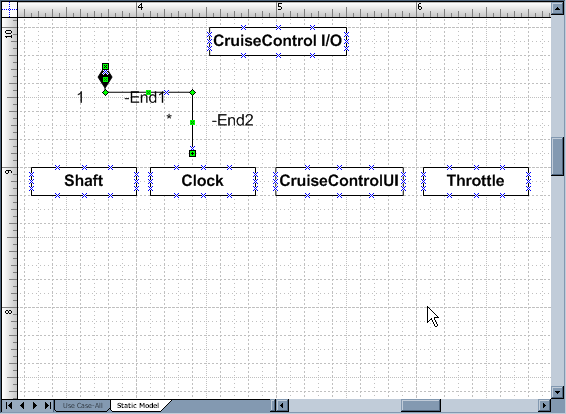 4 5 6
10
CruiseControl I/O
1 -End1
* -End2
9
Shaft Clock CruiseControlUI Throttle
8
Use Case-All Static Model